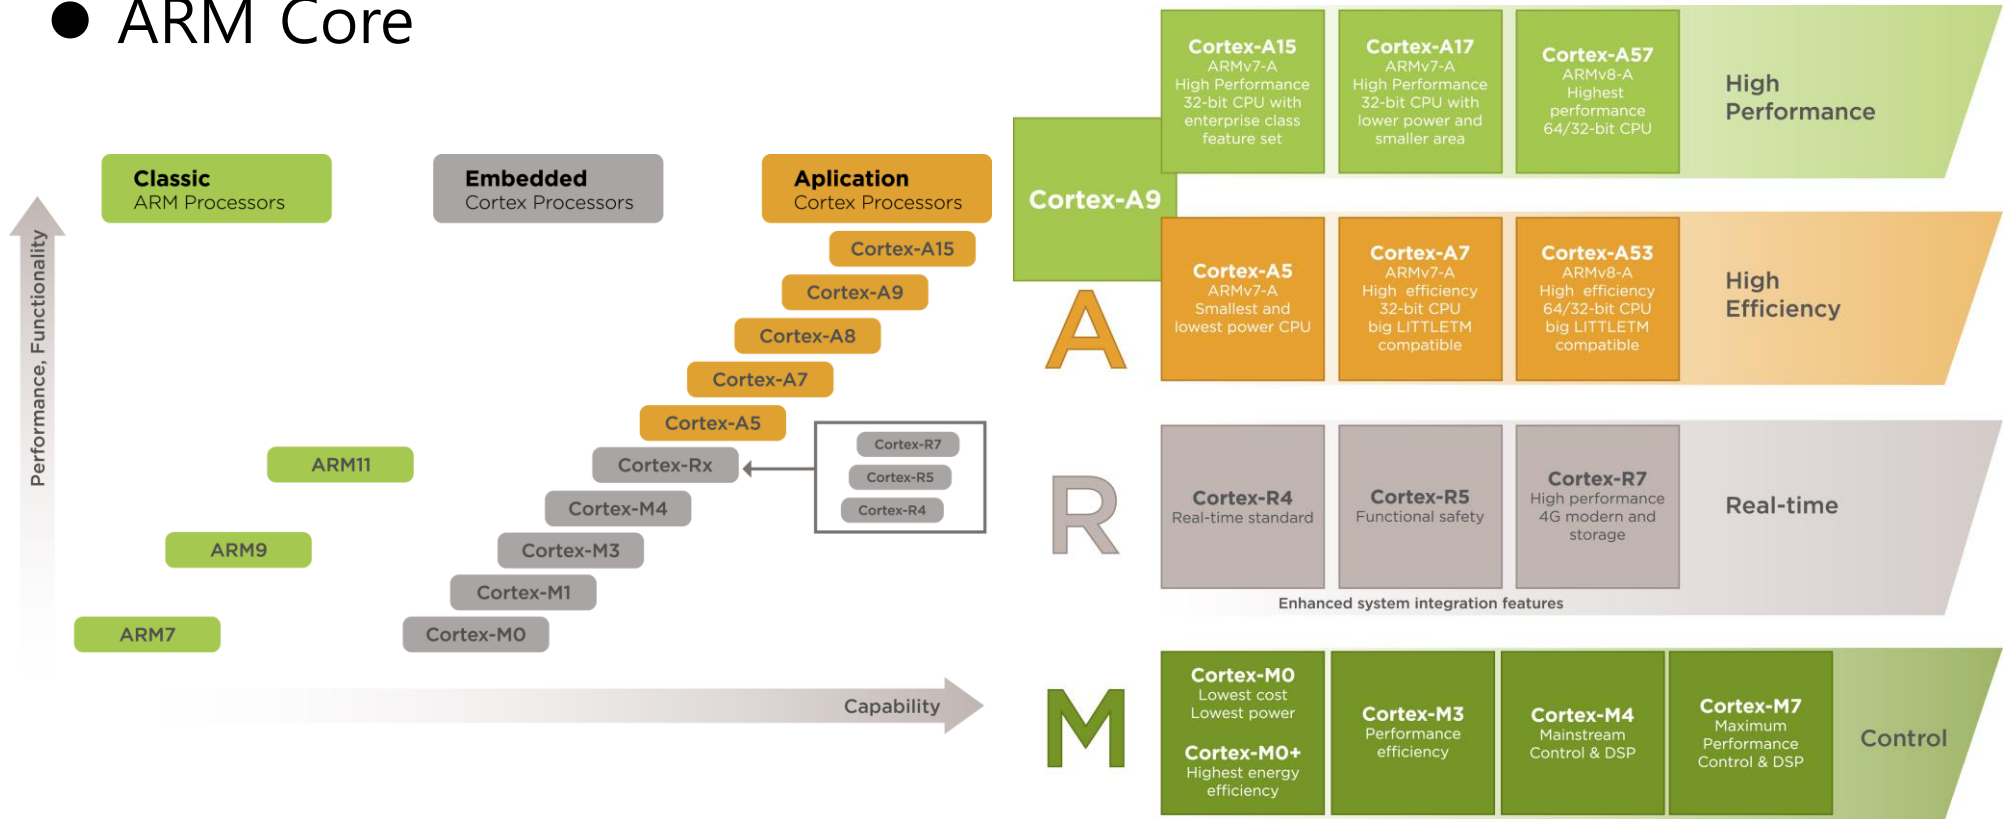 ● ARM Core
Classic
ARM Processors
Embedded
Cortex Processors
Aplication
Cortex Processors
Performance, Functionality
Cortex-A15
Cortex-A9
Cortex-A8
Cortex-A7
Cortex-A5
ARM11
Cortex-Rx
Cortex-R7
Cortex-R5
Cortex-R4
Cortex-M4
ARM9
Cortex-M3
Cortex-M1
ARM7
Cortex-M0
Capability
Cortex-A9
Cortex-A15
ARMv7-A
High Performance
32-bit CPU with
enterprise class
feature set
Cortex-A17
ARMv7-A
High Performance
32-bit CPU with
lower power and
smaller area
Cortex-A57
ARMv8-A
Highest
performance
64/32-bit CPU
High
Performance
A
Cortex-A5
ARMv7-A
Smallest and
lowest power CPU
Cortex-A7
ARMv7-A
High efficiency
32-bit CPU
big LITTLETM
compatible
Cortex-A53
ARMv8-A
High efficiency
64/32-bit CPU
big LITTLETM
compatible
High
Efficiency
R
Cortex-R4
Real-time standard
Cortex-R5
Functional safety
Cortex-R7
High performance
4G modern and
storage
Real-time
Enhanced system integration features
M
Cortex-M0
Lowest cost
Lowest power
Cortex-M0+
Highest energy
efficiency
Cortex-M3
Performance
efficiency
Cortex-M4
Mainstream
Control & DSP
Cortex-M7
Maximum
Performance
Control & DSP
Control